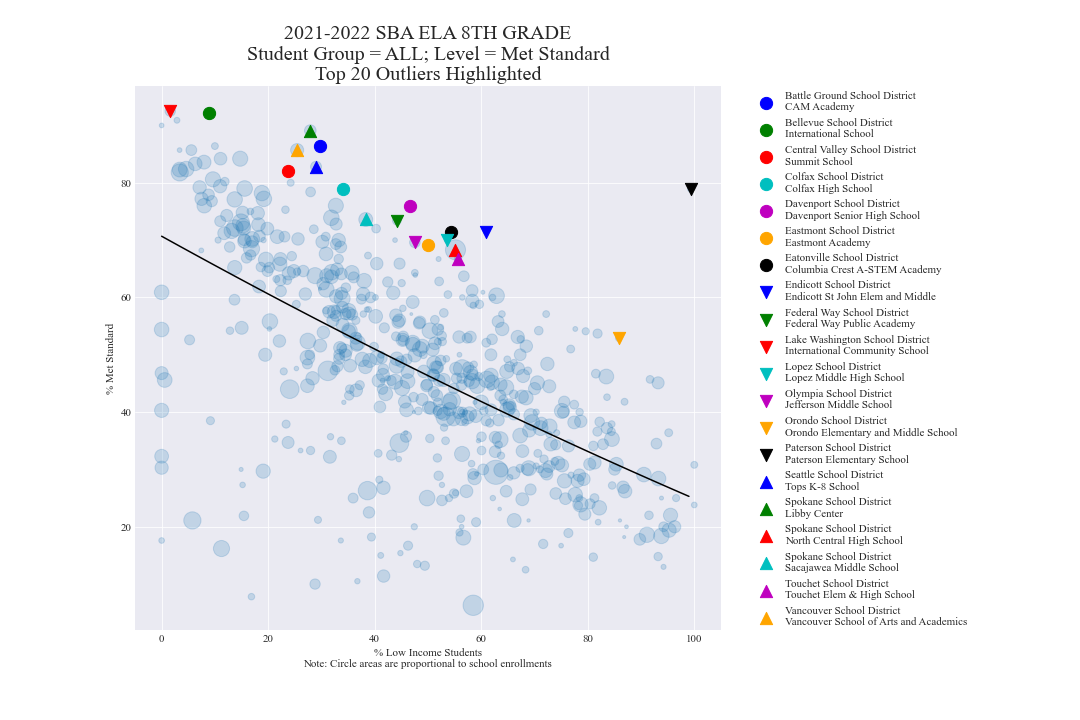 2021-2022 SBA ELA 8TH GRADE
Student Group = ALL; Level = Met Standard
Top 20 Outliers Highlighted
% Met Standard
80
60
40
20
0
20
40
60
80
100
% Low Income Students
Note: Circle areas are proportional to school enrollments
Battle Ground School District
CAM Academy
Bellevue School District
International School
Central Valley School District
Summit School
Colfax School District
Colfax High School
Davenport School District
Davenport Senior High School
Eastmont School District
Eastmont Academy
Eatonville School District
Columbia Crest A-STEM Academy
Endicott School District
Endicott St John Elem and Middle
Federal Way School District
Federal Way Public Academy
Lake Washington School District
International Community School
Lopez School District
Lopez Middle High School
Olympia School District
Jefferson Middle School
Orondo School District
Orondo Elementary and Middle School
Paterson School District
Paterson Elementary School
Seattle School District
Tops K-8 School
Spokane School District
Libby Center
Spokane School District
North Central High School
Spokane School District
Sacajawea Middle School
Touchet School District
Touchet Elem & High School
Vancouver School District
Vancouver School of Arts and Academics